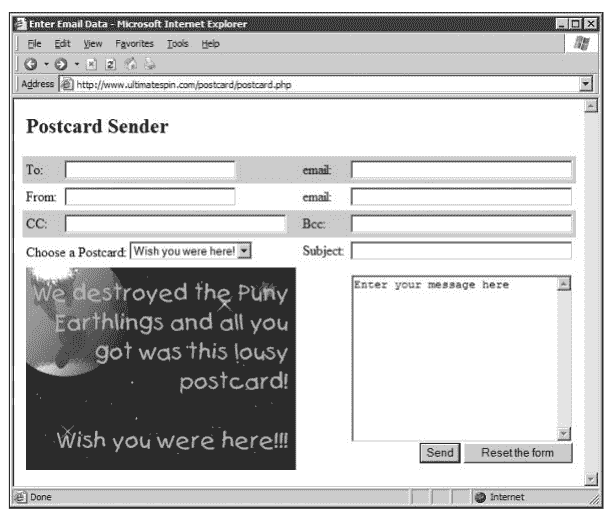 Enter Email Data - Microsoft Internet Explorer
File Edit View Favorites Tools Help
Address http://www.ultimatespin.com/postcard/postcard.php
Postcard Sender
To: email:
From: email:
CC: Bcc:
Choose a Postcard: Wish you were here! Subject:
We destroyed the Puny
Earthlings and all you
got was this lousy
postcard!
Wish you were here!!!
Enter your message here
Send Reset the form
Done Internet